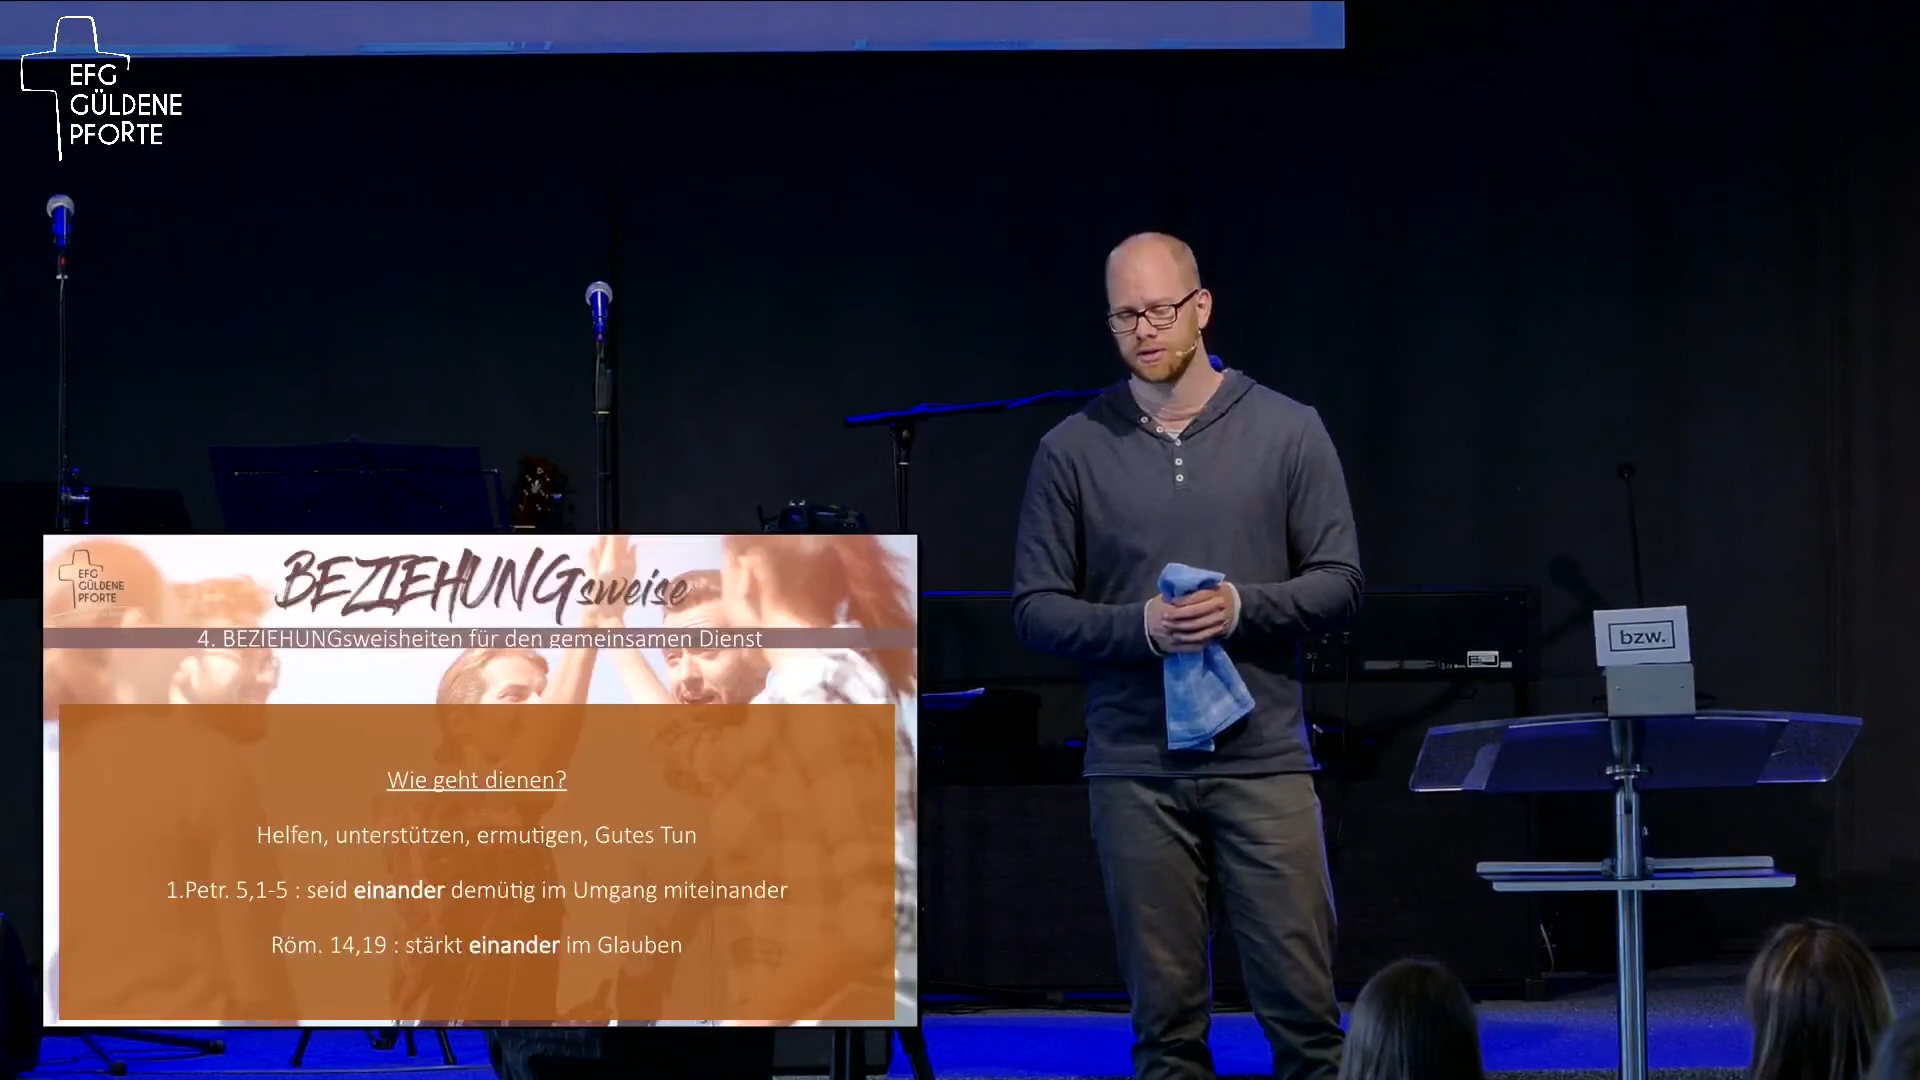 EFG
GÜLDENE
PFORTE
EFG
GÜLDENE
PFORTE
BEZIEHUNGsweise
4. BEZIEHUNGsweisheiten für den gemeinsamen Dienst
Wie geht dienen?
Helfen, unterstützen, ermutigen, Gutes Tun
1.Petr. 5,1-5 : seid einander demütig im Umgang miteinander
Röm. 14,19 : stärkt einander im Glauben
bzw.